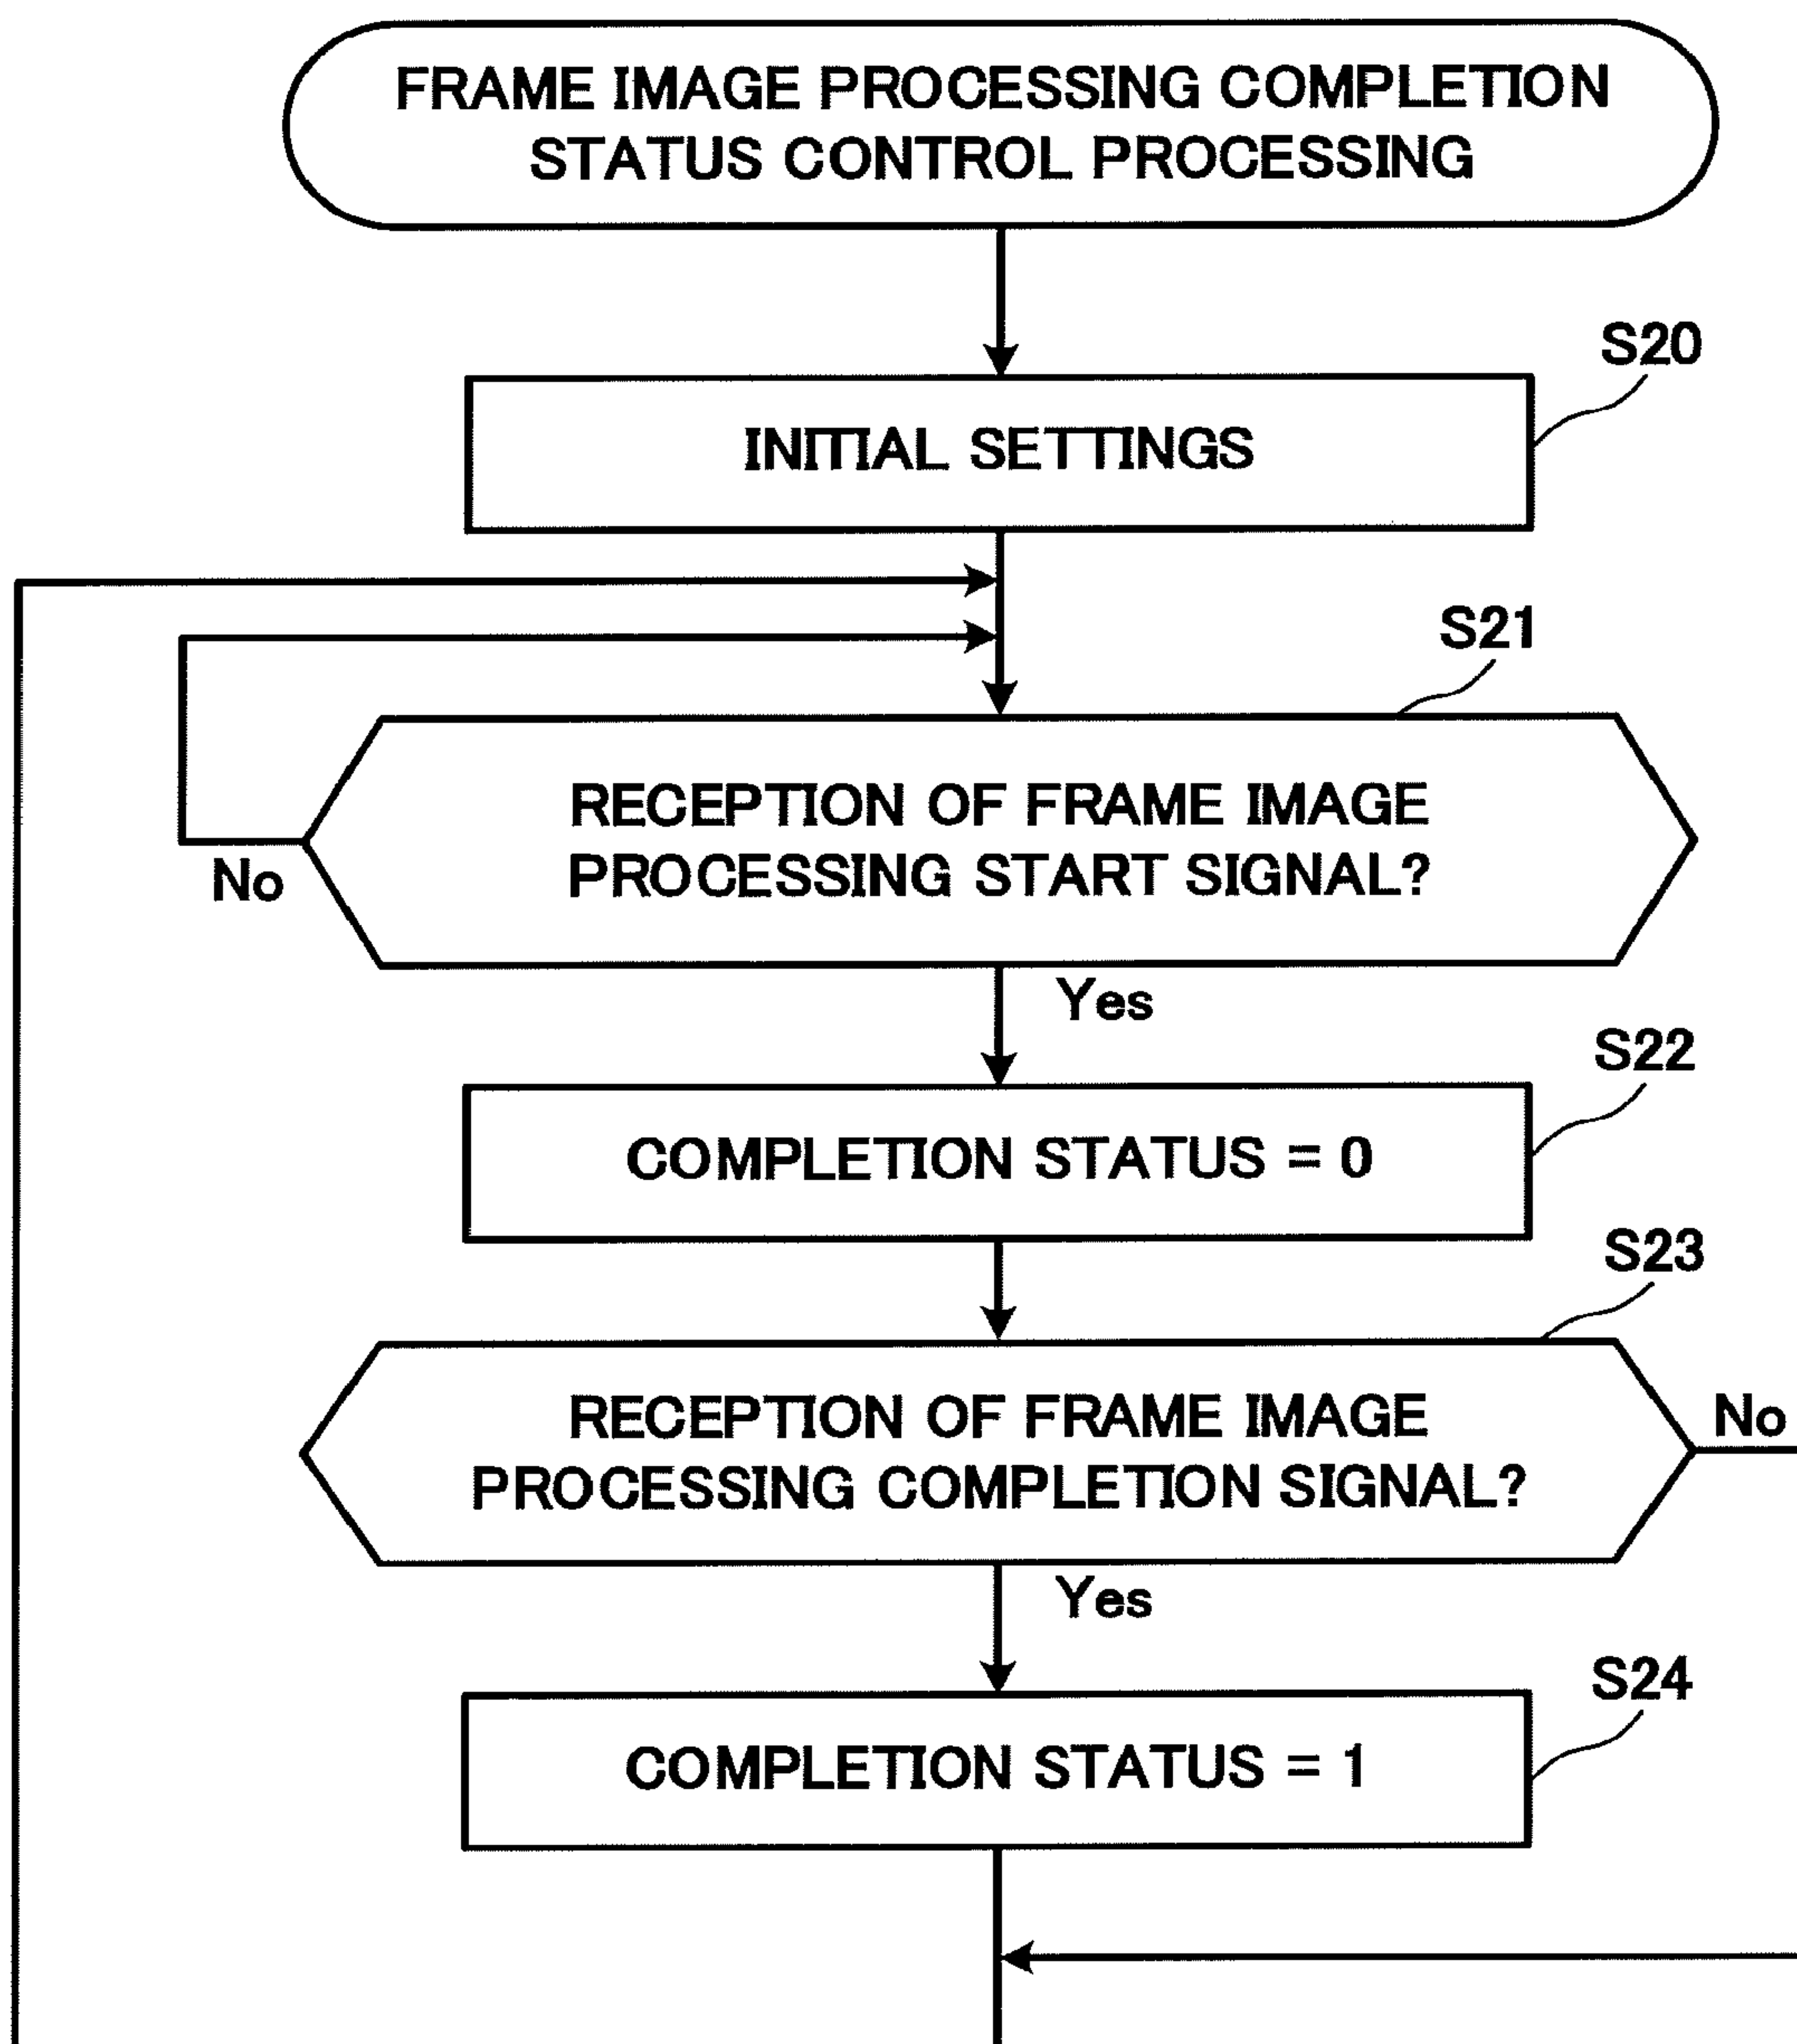 FRAME IMAGE PROCESSING COMPLETION
STATUS CONTROL PROCESSING
S20
INITIAL SETTINGS
S21
RECEPTION OF FRAME IMAGE
PROCESSING START SIGNAL?
No
Yes
S22
COMPLETION STATUS = 0
S23
RECEPTION OF FRAME IMAGE
PROCESSING COMPLETION SIGNAL?
No
Yes
S24
COMPLETION STATUS = 1